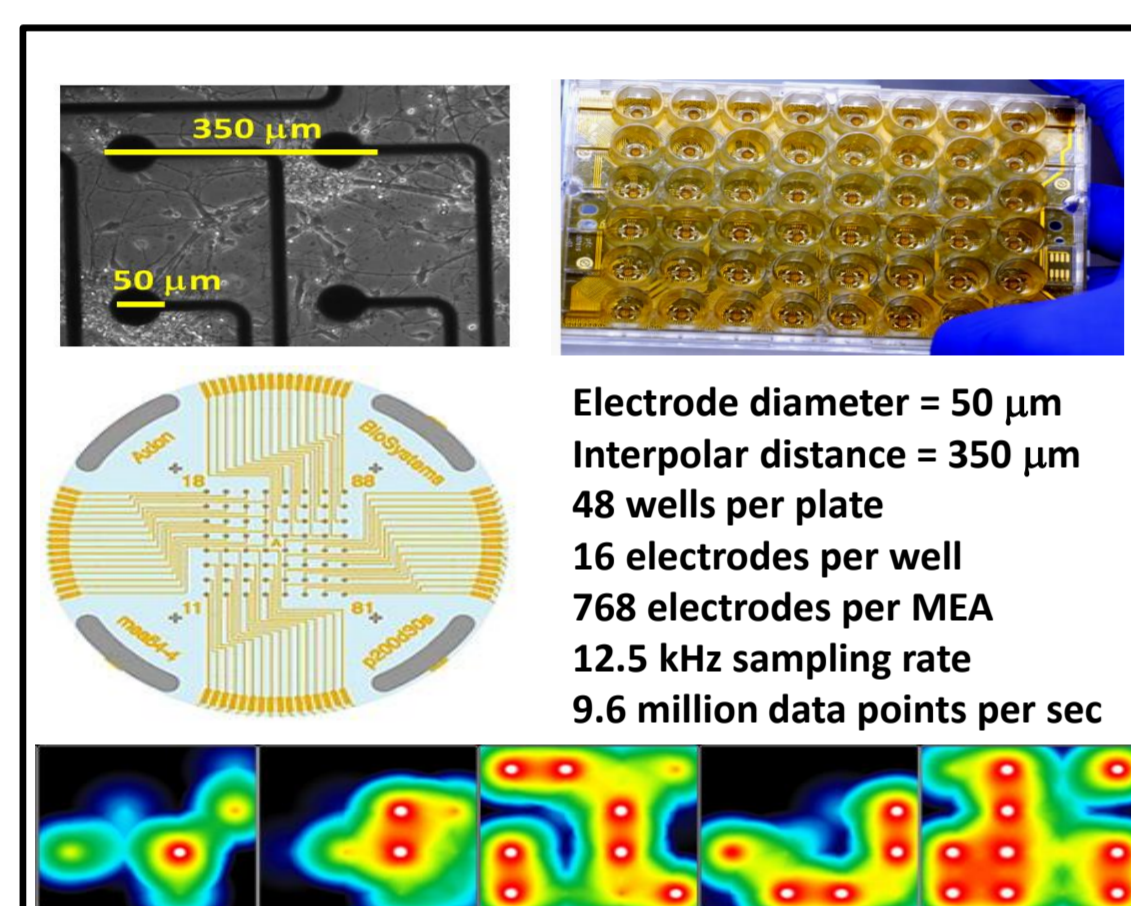 350 μm
50 μm
Axion
BioSystems
18
88
11
81
mea64-4
p200d30s
A
Electrode diameter = 50 μm
Interpolar distance = 350 μm
48 wells per plate
16 electrodes per well
768 electrodes per MEA
12.5 kHz sampling rate
9.6 million data points per sec